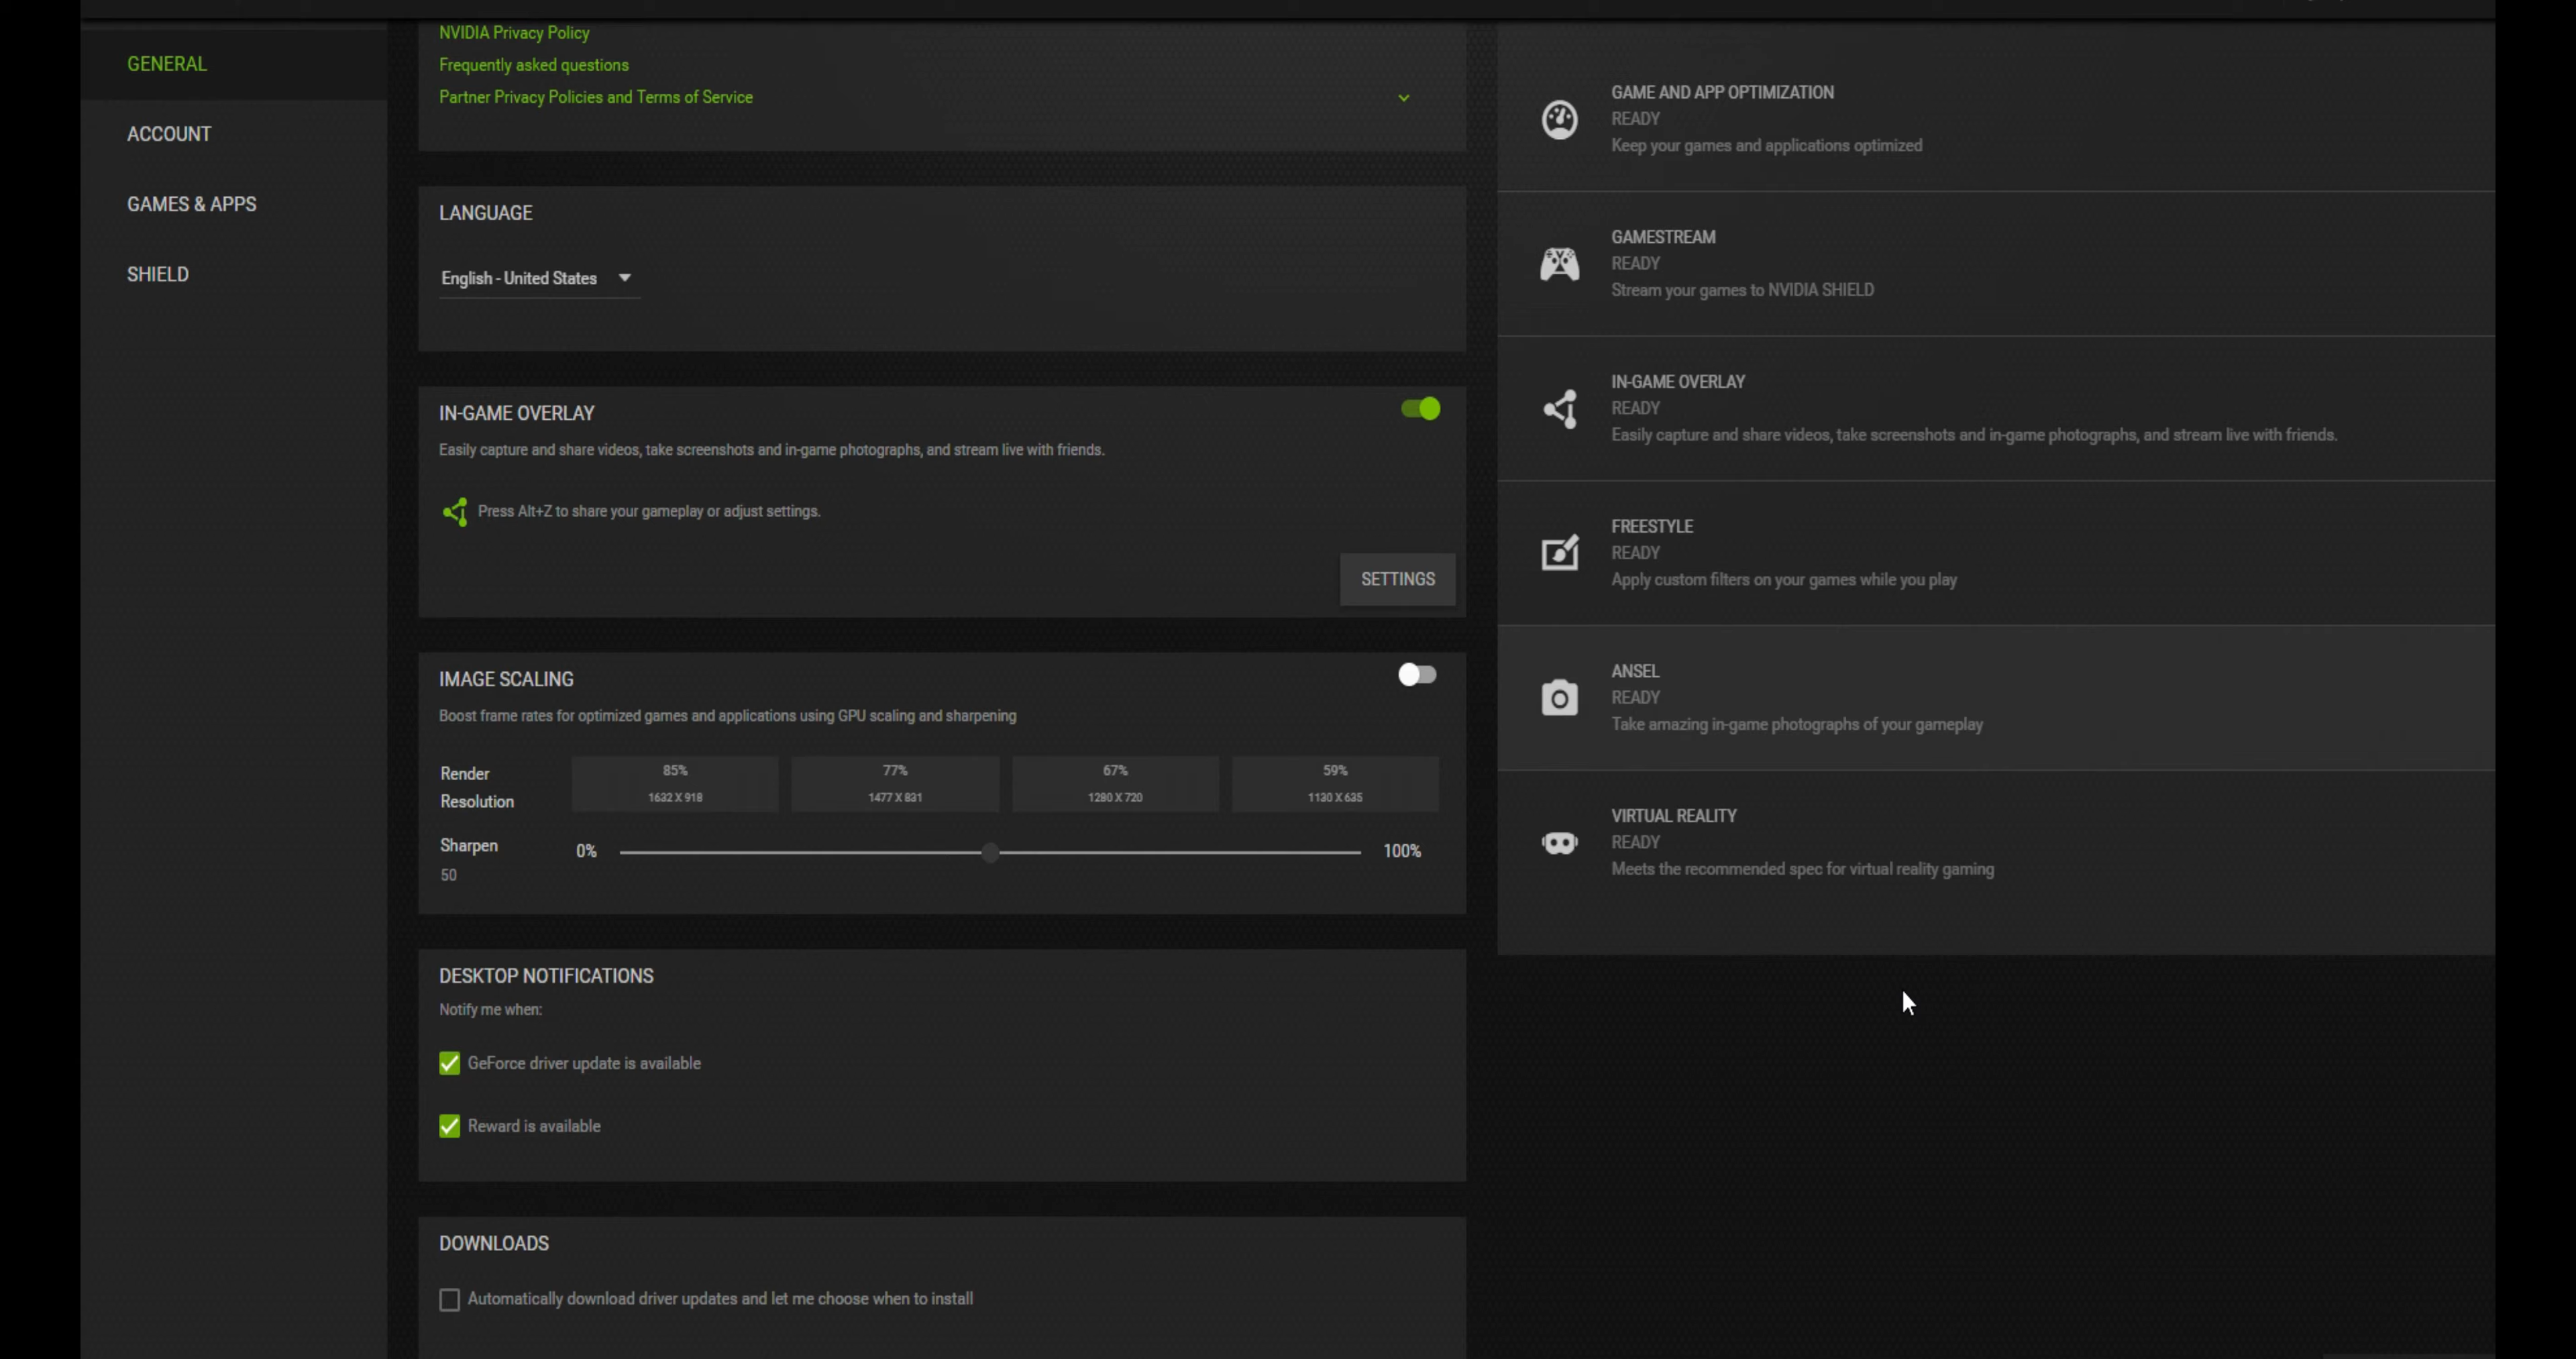 GENERAL
ACCOUNT
GAMES & APPS
SHIELD
NVIDIA Privacy Policy
Frequently asked questions
Partner Privacy Policies and Terms of Service
LANGUAGE
English - United States
IN-GAME OVERLAY
Easily capture and share videos, take screenshots and in-game photographs, and stream live with friends.
Press Alt+Z to share your gameplay or adjust settings.
SETTINGS
IMAGE SCALING
Boost frame rates for optimized games and applications using GPU scaling and sharpening
Render
Resolution
85%
1632 X 918
77%
1477 X 831
67%
1280 X 720
59%
1130 X 635
Sharpen
50
0%
100%
DESKTOP NOTIFICATIONS
Notify me when:
GeForce driver update is available
Reward is available
DOWNLOADS
Automatically download driver updates and let me choose when to install
GAME AND APP OPTIMIZATION
READY
Keep your games and applications optimized
GAMESTREAM
READY
Stream your games to NVIDIA SHIELD
IN-GAME OVERLAY
READY
Easily capture and share videos, take screenshots and in-game photographs, and stream live with friends.
FREESTYLE
READY
Apply custom filters on your games while you play
ANSEL
READY
Take amazing in-game photographs of your gameplay
VIRTUAL REALITY
READY
Meets the recommended spec for virtual reality gaming